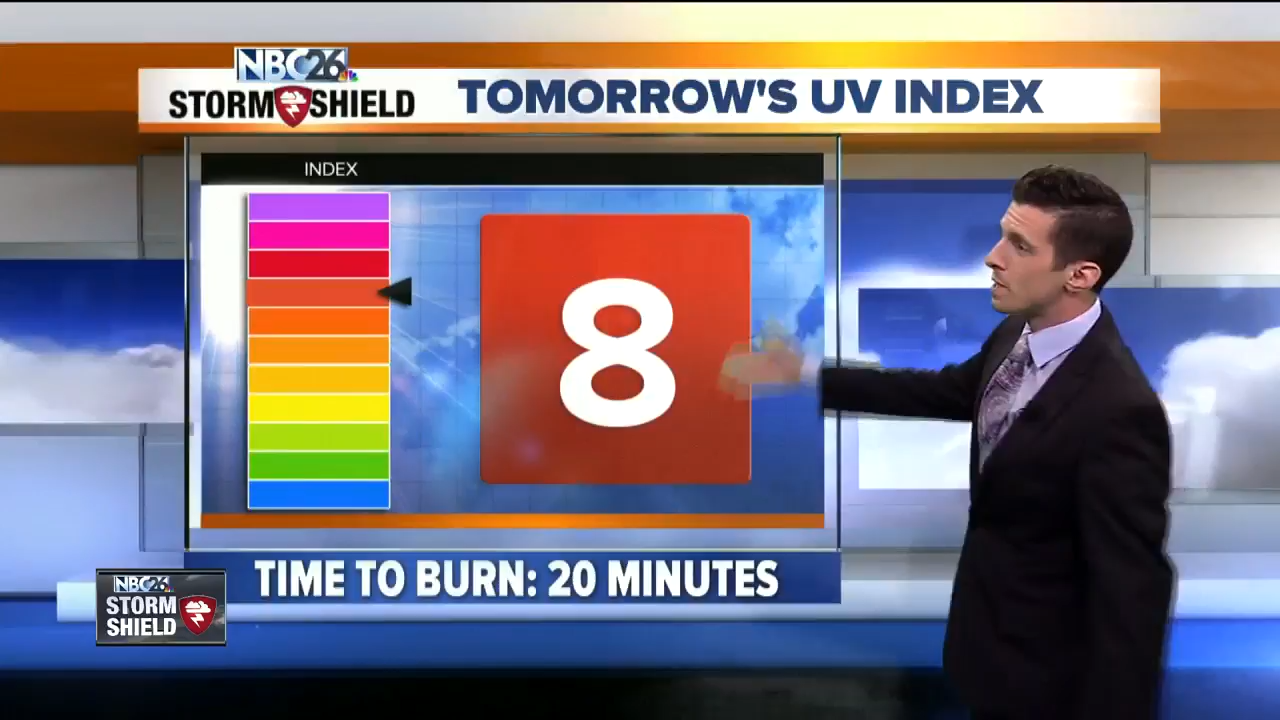 NBC26
STORM SHIELD
TOMORROW'S UV INDEX
INDEX
8
TIME TO BURN: 20 MINUTES
NBC26
STORM
SHIELD